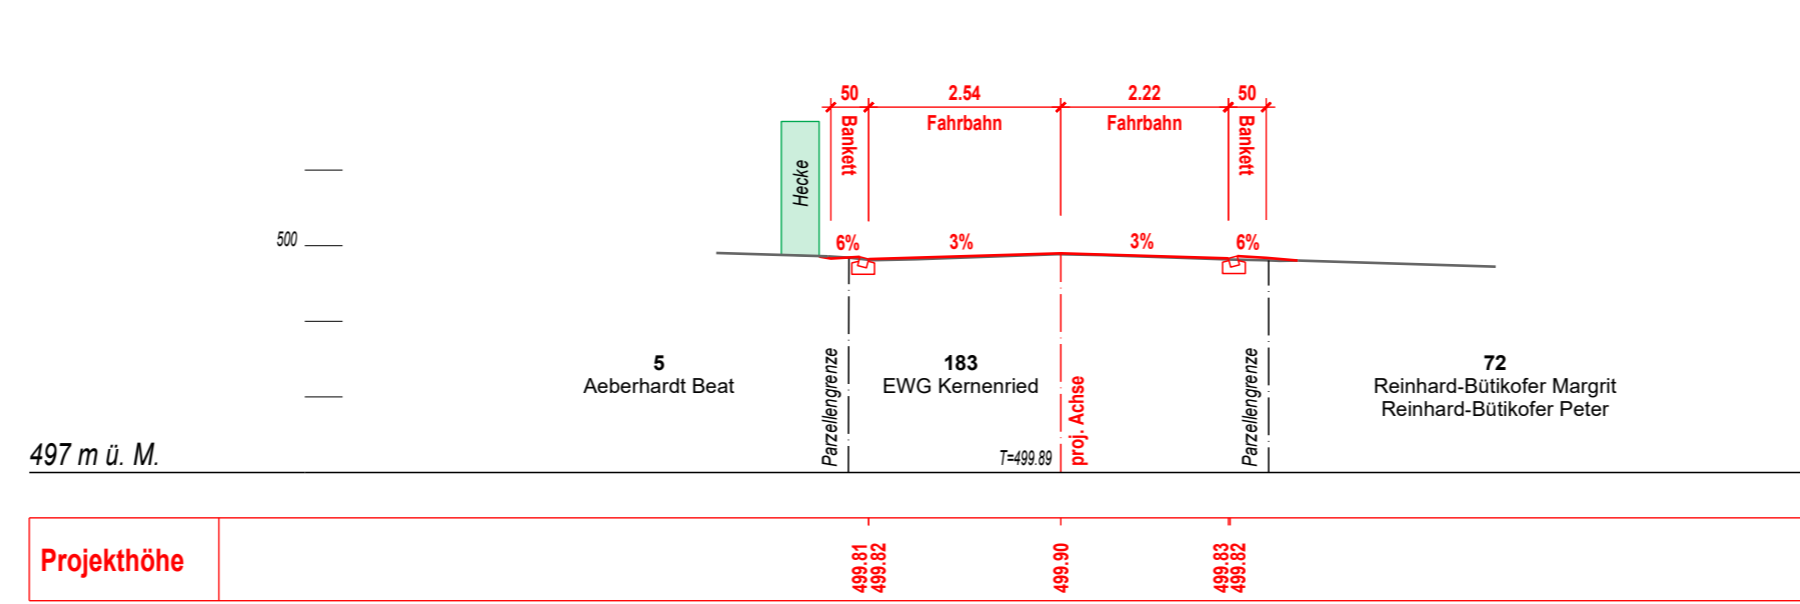 50
2.54
2.22
50
Bankett
Fahrbahn
Fahrbahn
Bankett
Hecke
500
6%
3%
3%
6%
5
Aeberhardt Beat
Parzellengrenze
183
EWG Kernenried
proj. Achse
Parzellengrenze
72
Reinhard-Bütikofer Margrit
Reinhard-Bütikofer Peter
497 m ü. M.
T=499.89
Projekthöhe
499.81
499.82
499.90
499.83
499.82